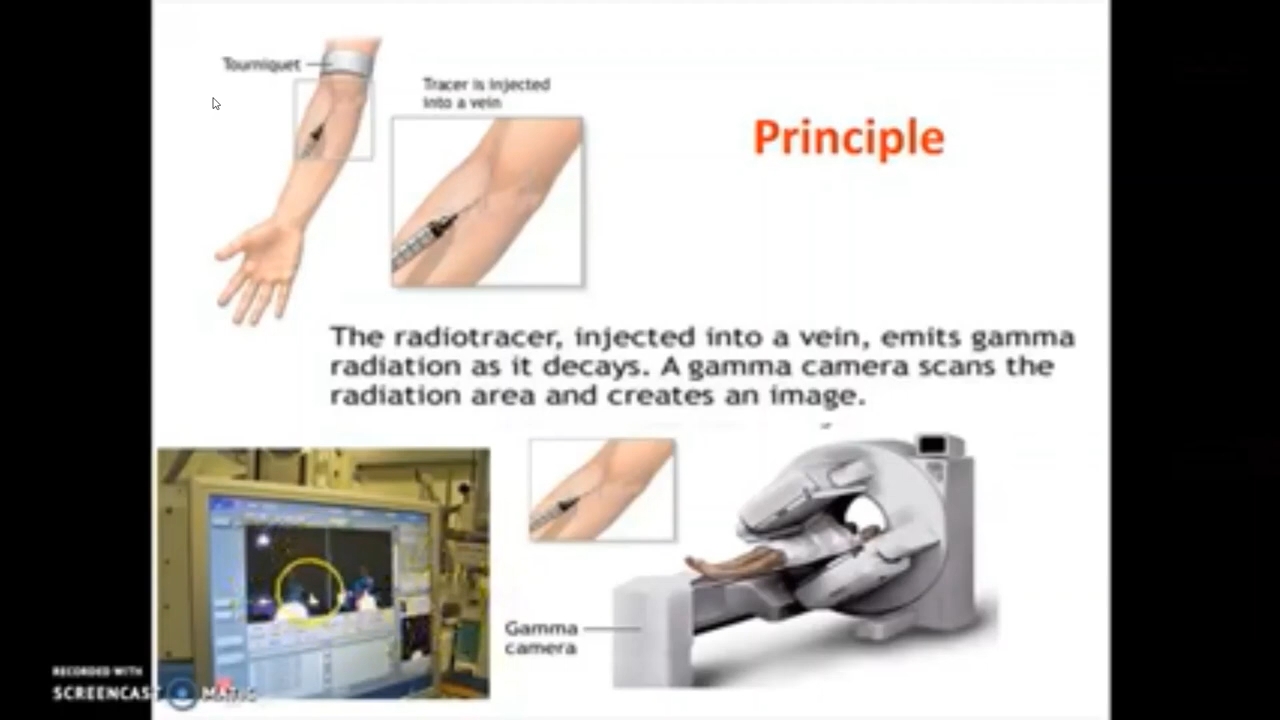 Tourniquet
Tracer is injected
into a vein
Principle
The radiotracer, injected into a vein, emits gamma
radiation as it decays. A gamma camera scans the
radiation area and creates an image.
Gamma
camera
RECORDED WITH
SCREENCAST MATIC